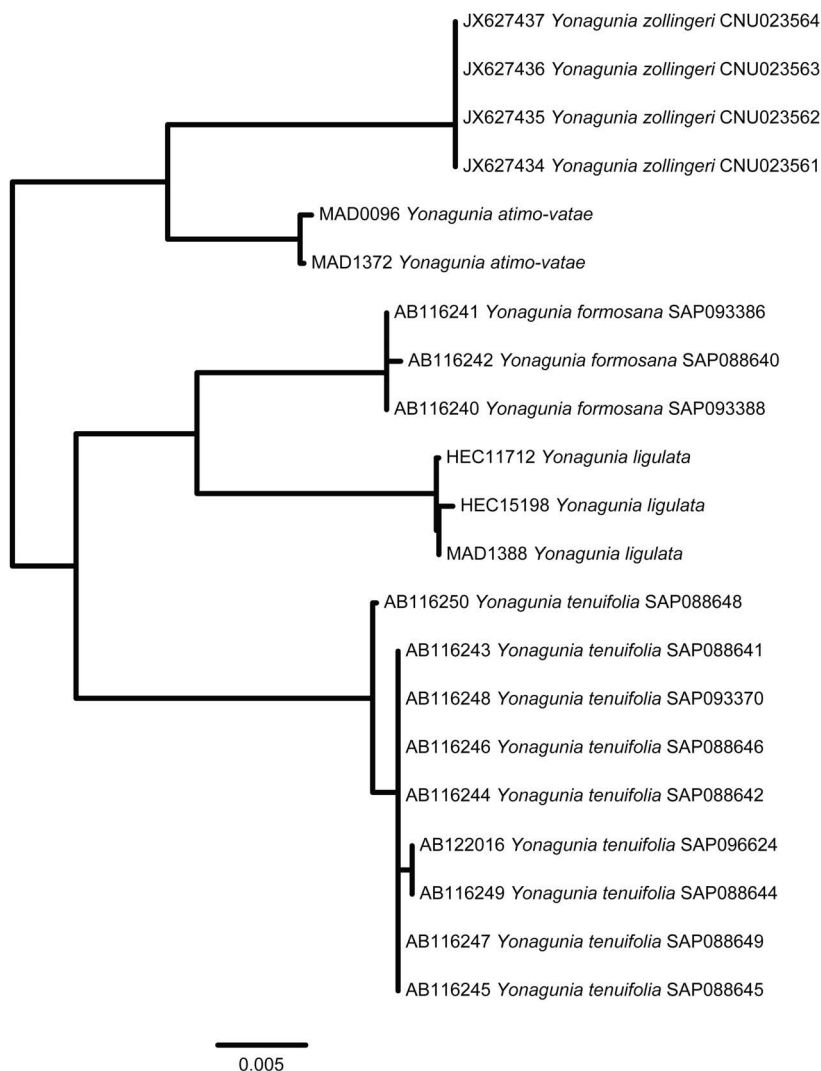 JX627437 Yonagunia zollingeri CNU023564
JX627436 Yonagunia zollingeri CNU023563
JX627435 Yonagunia zollingeri CNU023562
JX627434 Yonagunia zollingeri CNU023561
MAD0096 Yonagunia atimo-vatae
MAD1372 Yonagunia atimo-vatae
AB116241 Yonagunia formosana SAP093386
AB116242 Yonagunia formosana SAP088640
AB116240 Yonagunia formosana SAP093388
HEC11712 Yonagunia ligulata
HEC15198 Yonagunia ligulata
MAD1388 Yonagunia ligulata
AB116250 Yonagunia tenuifolia SAP088648
AB116243 Yonagunia tenuifolia SAP088641
AB116248 Yonagunia tenuifolia SAP093370
AB116246 Yonagunia tenuifolia SAP088646
AB116244 Yonagunia tenuifolia SAP088642
AB122016 Yonagunia tenuifolia SAP096624
AB116249 Yonagunia tenuifolia SAP088644
AB116247 Yonagunia tenuifolia SAP088649
AB116245 Yonagunia tenuifolia SAP088645
0.005